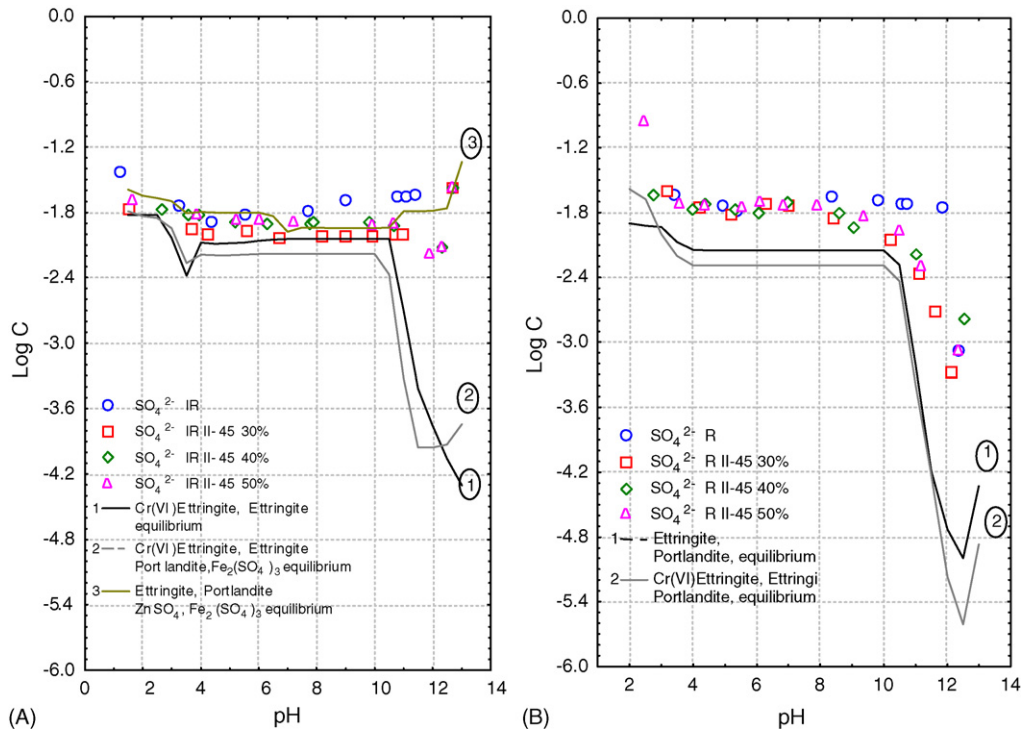 0.0
-0.6
-1.2
-1.8
-2.4
-3.0
-3.6
-4.2
-4.8
-5.4
-6.0
Log C
3
2
1
SO₄ ²⁻ IR
SO₄ ²⁻ IR II- 45 30%
SO₄ ²⁻ IR II- 45 40%
SO₄ ²⁻ IR II- 45 50%
1 Cr(VI)Ettringite, Ettringite
equilibrium
2 Cr(VI)Ettringite, Ettringite
Port landite,Fe₂(SO₄ )₃ equilibrium
3 Ettringite, Portlandite
ZnSO₄, Fe₂ (SO₄ )₃ equilibrium
0 2 4 6 8 10 12 14
pH
(A)
0.0
-0.6
-1.2
-1.8
-2.4
-3.0
-3.6
-4.2
-4.8
-5.4
-6.0
Log C
1
2
SO₄ ²⁻ R
SO₄ ²⁻ R II-45 30%
SO₄ ²⁻ R II-45 40%
SO₄ ²⁻ R II-45 50%
1 Ettringite,
Portlandite, equilibrium
2 Cr(VI)Ettringite, Ettringi
Portlandite, equilibrium
2 4 6 8 10 12 14
pH
(B)